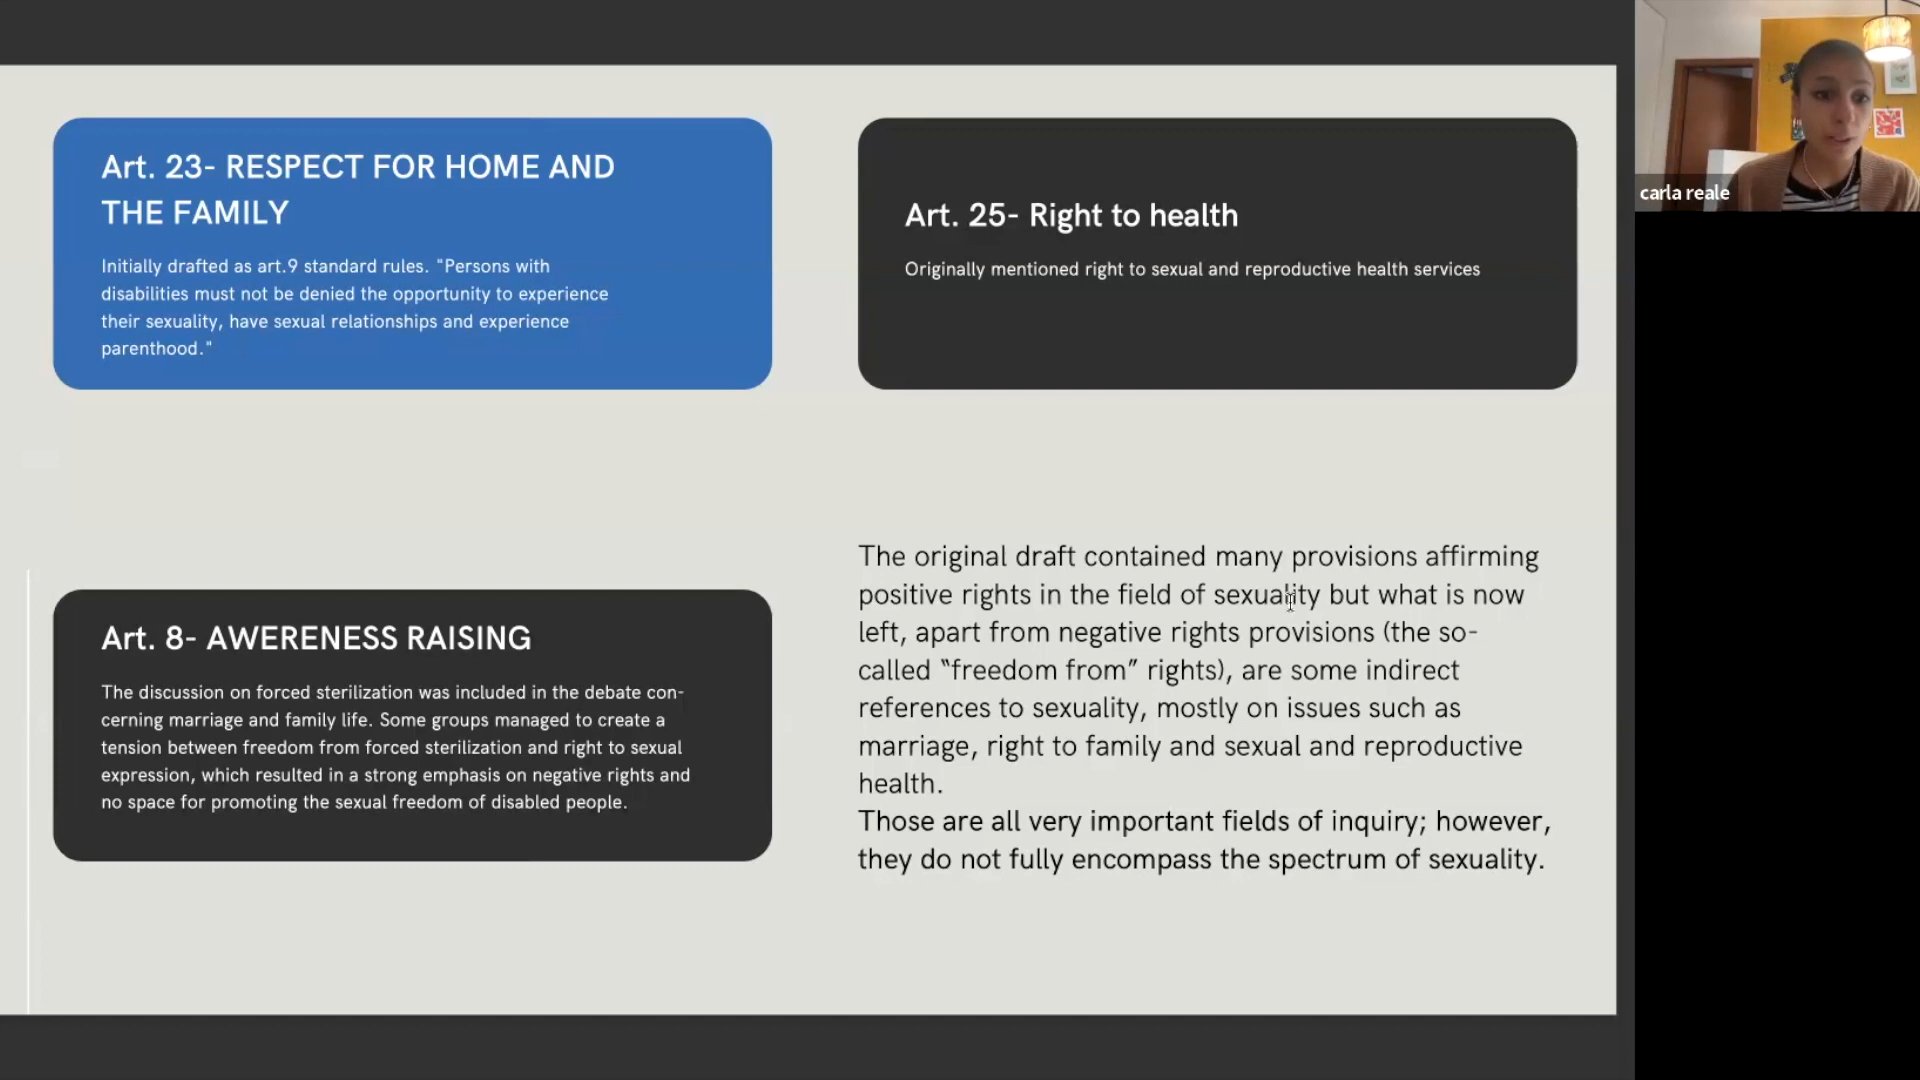 Art. 23- RESPECT FOR HOME AND
THE FAMILY
Initially drafted as art.9 standard rules. "Persons with
disabilities must not be denied the opportunity to experience
their sexuality, have sexual relationships and experience
parenthood."
Art. 25- Right to health
Originally mentioned right to sexual and reproductive health services
carla reale
Art. 8- AWERENESS RAISING
The discussion on forced sterilization was included in the debate con-
cerning marriage and family life. Some groups managed to create a
tension between freedom from forced sterilization and right to sexual
expression, which resulted in a strong emphasis on negative rights and
no space for promoting the sexual freedom of disabled people.
The original draft contained many provisions affirming
positive rights in the field of sexuality but what is now
left, apart from negative rights provisions (the so-
called “freedom from” rights), are some indirect
references to sexuality, mostly on issues such as
marriage, right to family and sexual and reproductive
health.
Those are all very important fields of inquiry; however,
they do not fully encompass the spectrum of sexuality.